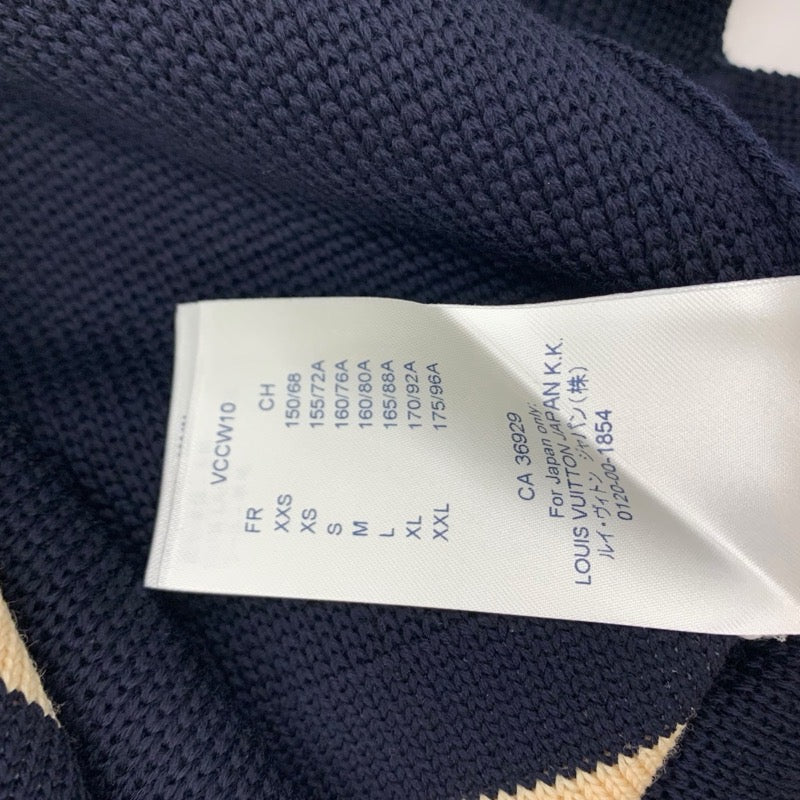 VCCW10
FR CH
XXS 150/68
XS 155/72A
S 160/76A
M 160/80A
L 165/88A
XL 170/92A
XXL 175/96A
CA 36929
For Japan only:
LOUIS VUITTON JAPAN K.K.
ルイ・ヴィトン ジャパン(株)
0120-00-1854